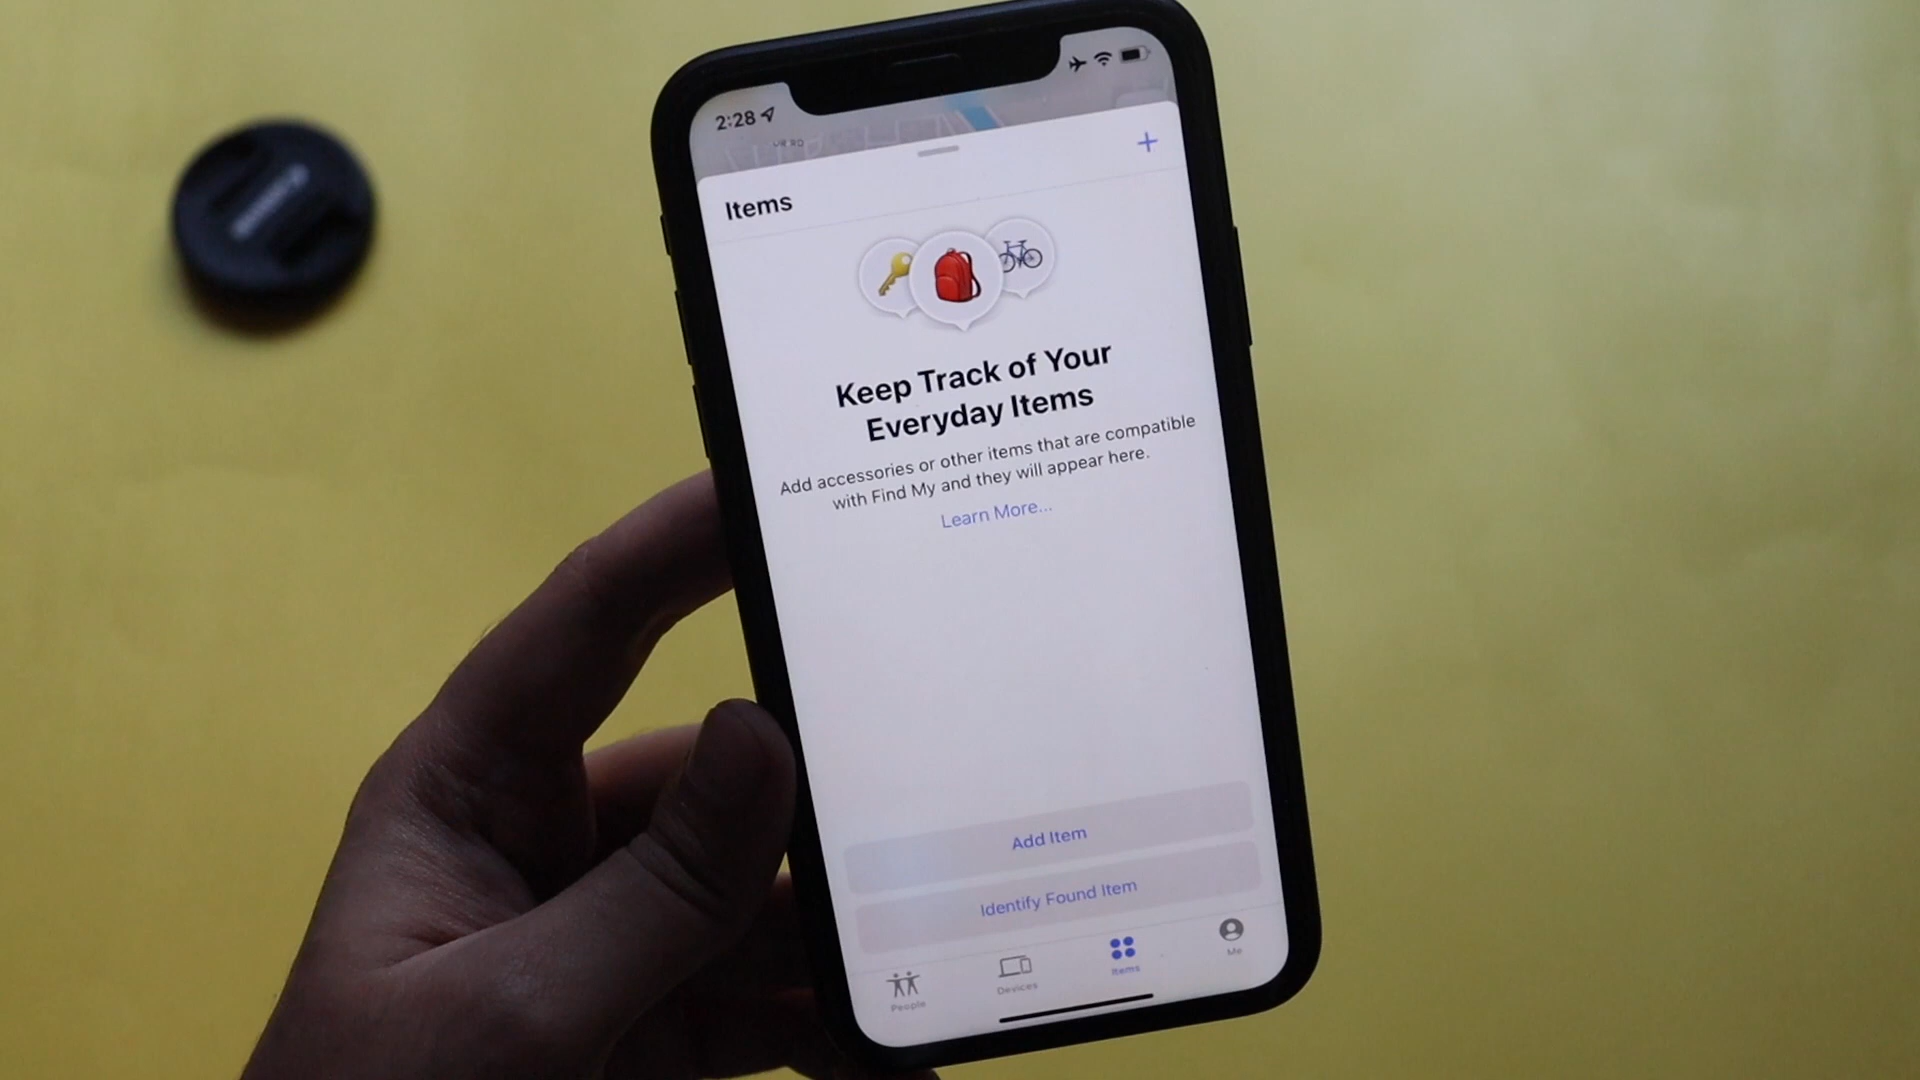 2:28
Items
Keep Track of Your
Everyday Items
Add accessories or other items that are compatible
with Find My and they will appear here.
Learn More...
Add Item
Identify Found Item
People
Devices
Items
Me